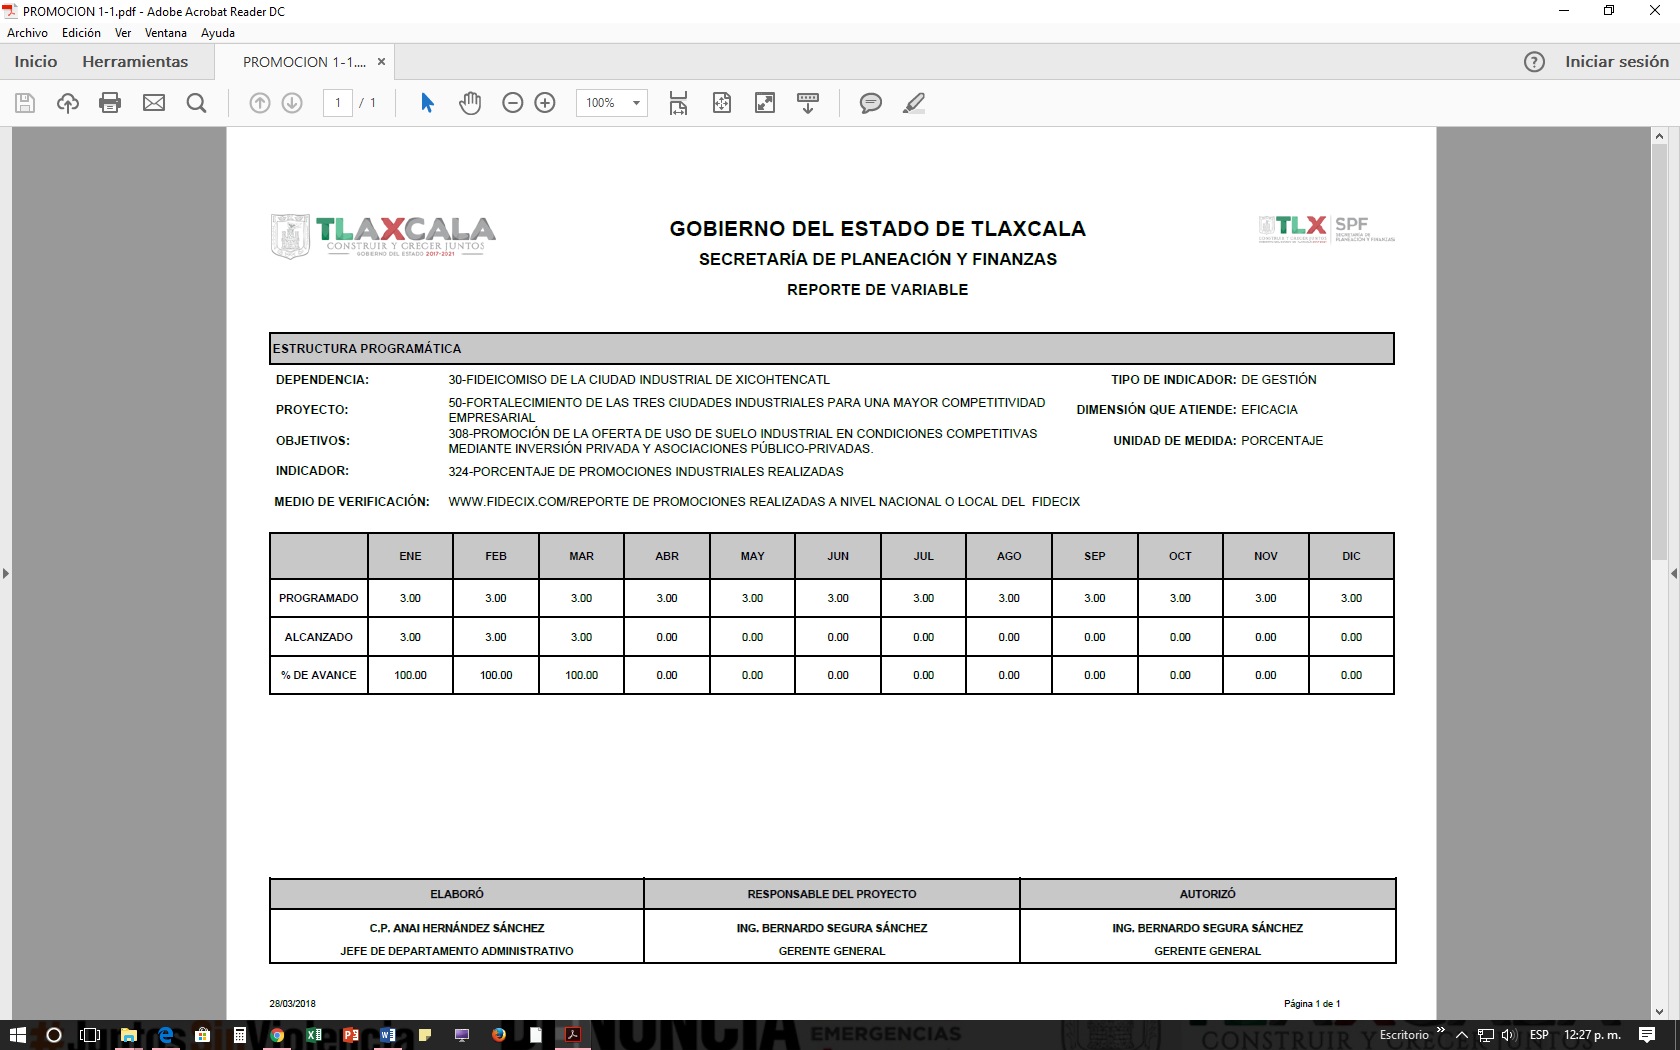 PROMOCION 1-1.pdf - Adobe Acrobat Reader DC
Archivo Edición Ver Ventana Ayuda
Inicio Herramientas PROMOCION 1-1.... × Iniciar sesión
1 / 1 100%
TLAXCALA
CONSTRUIR Y CRECER JUNTOS
GOBIERNO DEL ESTADO 2017-2021
GOBIERNO DEL ESTADO DE TLAXCALA
SECRETARÍA DE PLANEACIÓN Y FINANZAS
REPORTE DE VARIABLE
TLX SPF
SECRETARÍA DE
PLANEACIÓN Y FINANZAS
ESTRUCTURA PROGRAMÁTICA
DEPENDENCIA: 30-FIDEICOMISO DE LA CIUDAD INDUSTRIAL DE XICOHTENCATL TIPO DE INDICADOR: DE GESTIÓN
PROYECTO: 50-FORTALECIMIENTO DE LAS TRES CIUDADES INDUSTRIALES PARA UNA MAYOR COMPETITIVIDAD
EMPRESARIAL DIMENSIÓN QUE ATIENDE: EFICACIA
OBJETIVOS: 308-PROMOCIÓN DE LA OFERTA DE USO DE SUELO INDUSTRIAL EN CONDICIONES COMPETITIVAS
MEDIANTE INVERSIÓN PRIVADA Y ASOCIACIONES PÚBLICO-PRIVADAS. UNIDAD DE MEDIDA: PORCENTAJE
INDICADOR: 324-PORCENTAJE DE PROMOCIONES INDUSTRIALES REALIZADAS
MEDIO DE VERIFICACIÓN: WWW.FIDECIX.COM/REPORTE DE PROMOCIONES REALIZADAS A NIVEL NACIONAL O LOCAL DEL FIDECIX
ENE FEB MAR ABR MAY JUN JUL AGO SEP OCT NOV DIC
PROGRAMADO 3.00 3.00 3.00 3.00 3.00 3.00 3.00 3.00 3.00 3.00 3.00 3.00
ALCANZADO 3.00 3.00 3.00 0.00 0.00 0.00 0.00 0.00 0.00 0.00 0.00 0.00
% DE AVANCE 100.00 100.00 100.00 0.00 0.00 0.00 0.00 0.00 0.00 0.00 0.00 0.00
ELABORÓ RESPONSABLE DEL PROYECTO AUTORIZÓ
C.P. ANAI HERNÁNDEZ SÁNCHEZ ING. BERNARDO SEGURA SÁNCHEZ ING. BERNARDO SEGURA SÁNCHEZ
JEFE DE DEPARTAMENTO ADMINISTRATIVO GERENTE GENERAL GERENTE GENERAL
28/03/2018 Página 1 de 1
EMERGENCIAS
CONSTRUIR Y CRECER JUNTOS
Escritorio ESP 12:27 p. m.